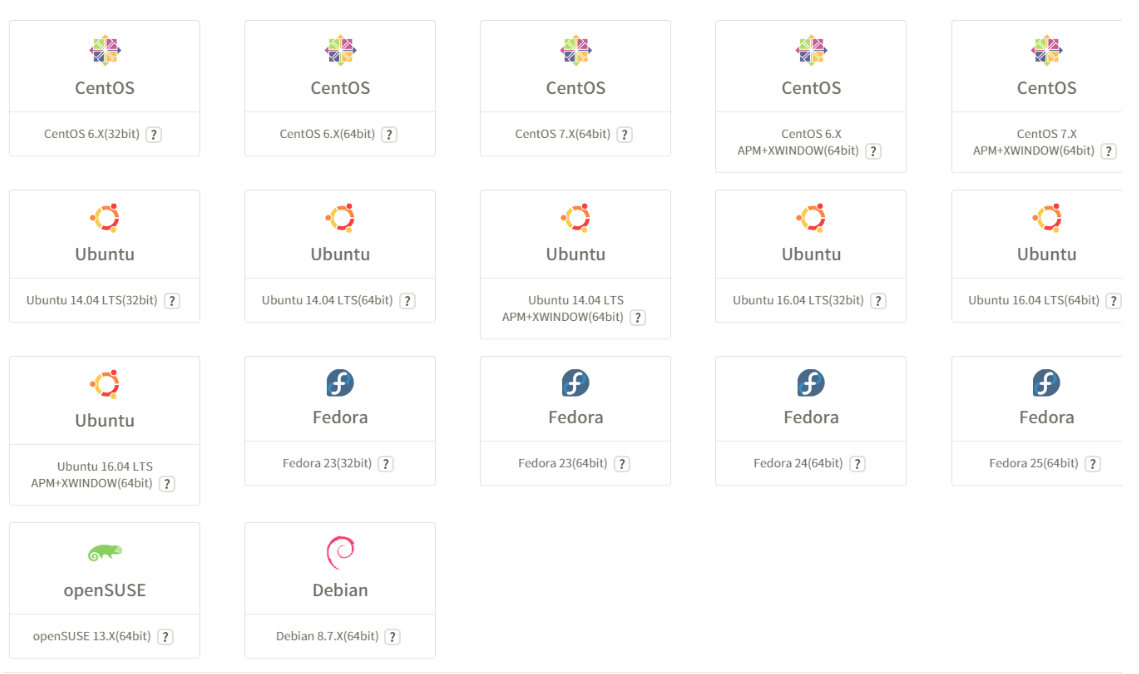 CentOS
CentOS 6.X(32bit) ?
CentOS
CentOS 6.X(64bit) ?
CentOS
CentOS 7.X(64bit) ?
CentOS
CentOS 6.X
APM+XWINDOW(64bit) ?
CentOS
CentOS 7.X
APM+XWINDOW(64bit) ?
Ubuntu
Ubuntu 14.04 LTS(32bit) ?
Ubuntu
Ubuntu 14.04 LTS(64bit) ?
Ubuntu
Ubuntu 14.04 LTS
APM+XWINDOW(64bit) ?
Ubuntu
Ubuntu 16.04 LTS(32bit) ?
Ubuntu
Ubuntu 16.04 LTS(64bit) ?
Ubuntu
Ubuntu 16.04 LTS
APM+XWINDOW(64bit) ?
Fedora
Fedora 23(32bit) ?
Fedora
Fedora 23(64bit) ?
Fedora
Fedora 24(64bit) ?
Fedora
Fedora 25(64bit) ?
openSUSE
openSUSE 13.X(64bit) ?
Debian
Debian 8.7.X(64bit) ?